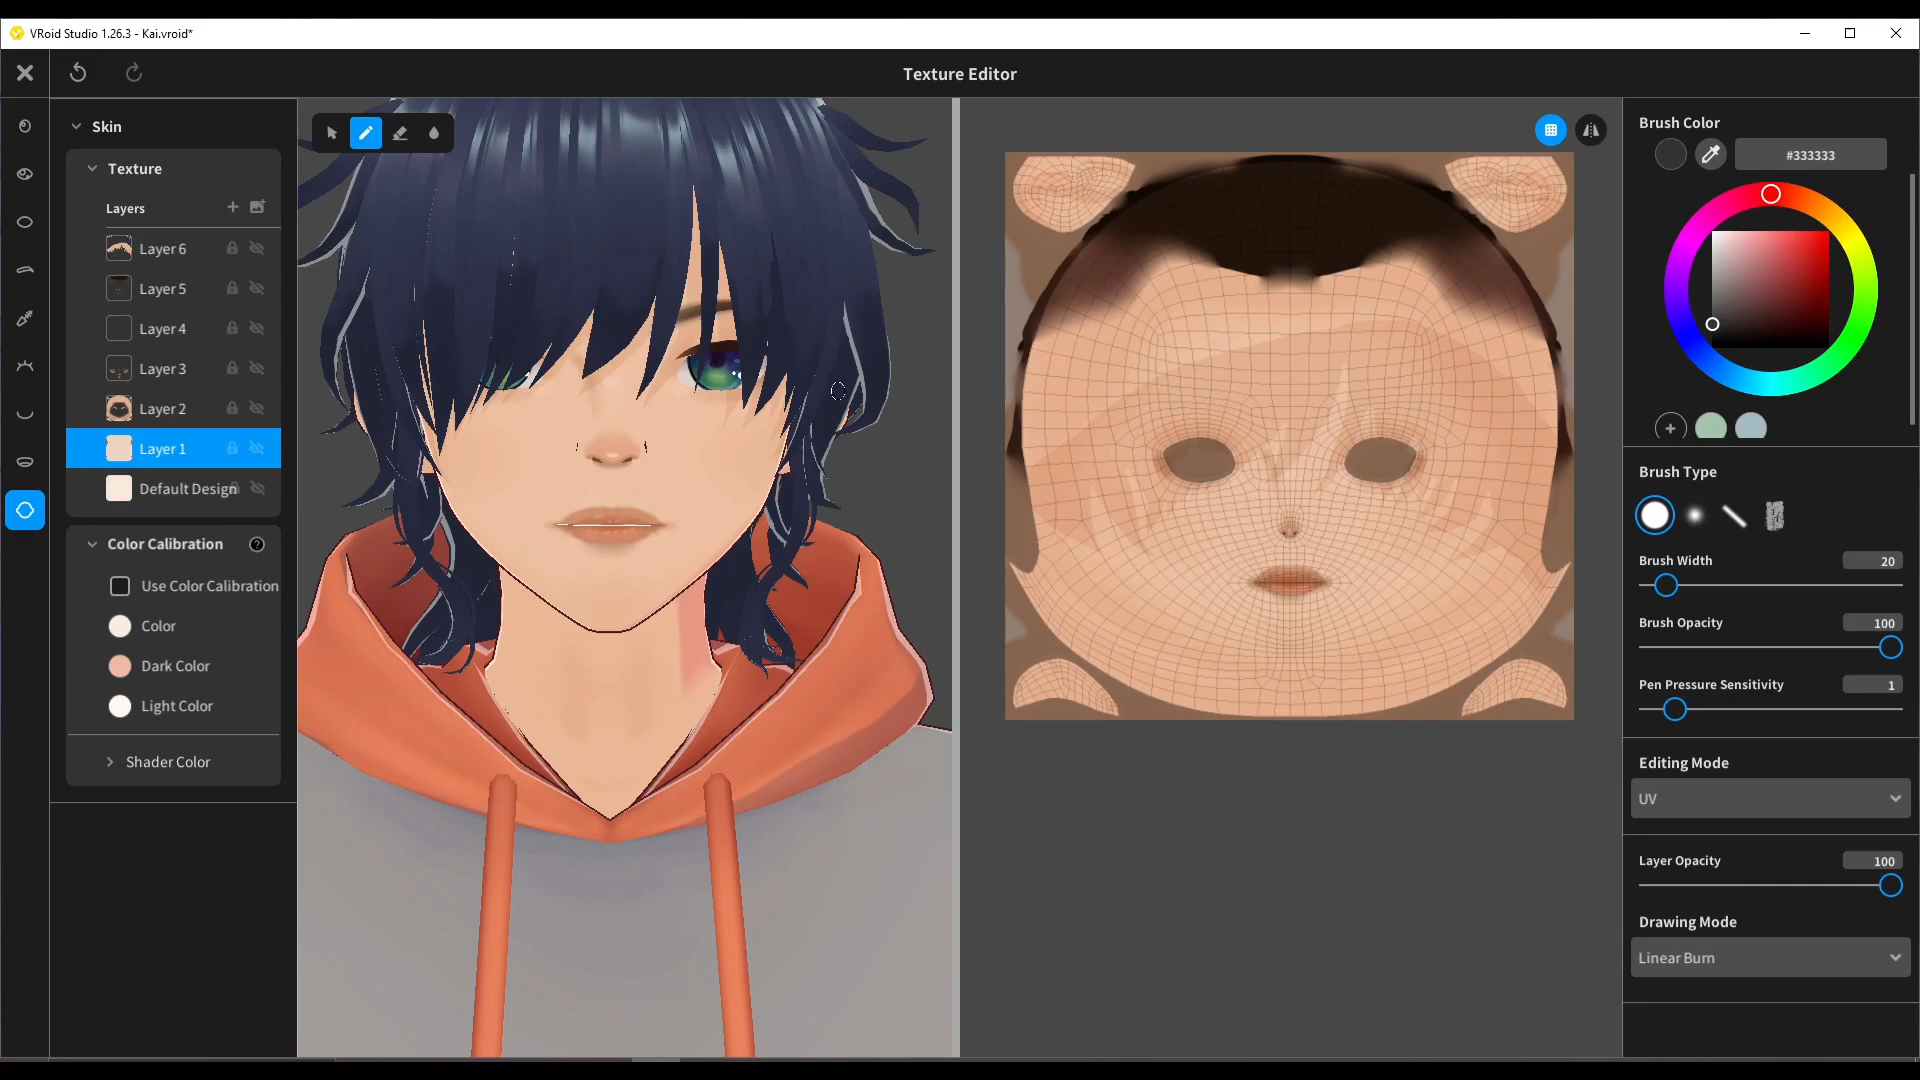 VRoid Studio 1.26.3 - Kai.vroid*
Texture Editor
Skin
Texture
Layers
Layer 6
Layer 5
Layer 4
Layer 3
Layer 2
Layer 1
Default Design
Color Calibration
Use Color Calibration
Color
Dark Color
Light Color
Shader Color
Brush Color
#333333
Brush Type
Brush Width 20
Brush Opacity 100
Pen Pressure Sensitivity 1
Editing Mode
UV
Layer Opacity 100
Drawing Mode
Linear Burn